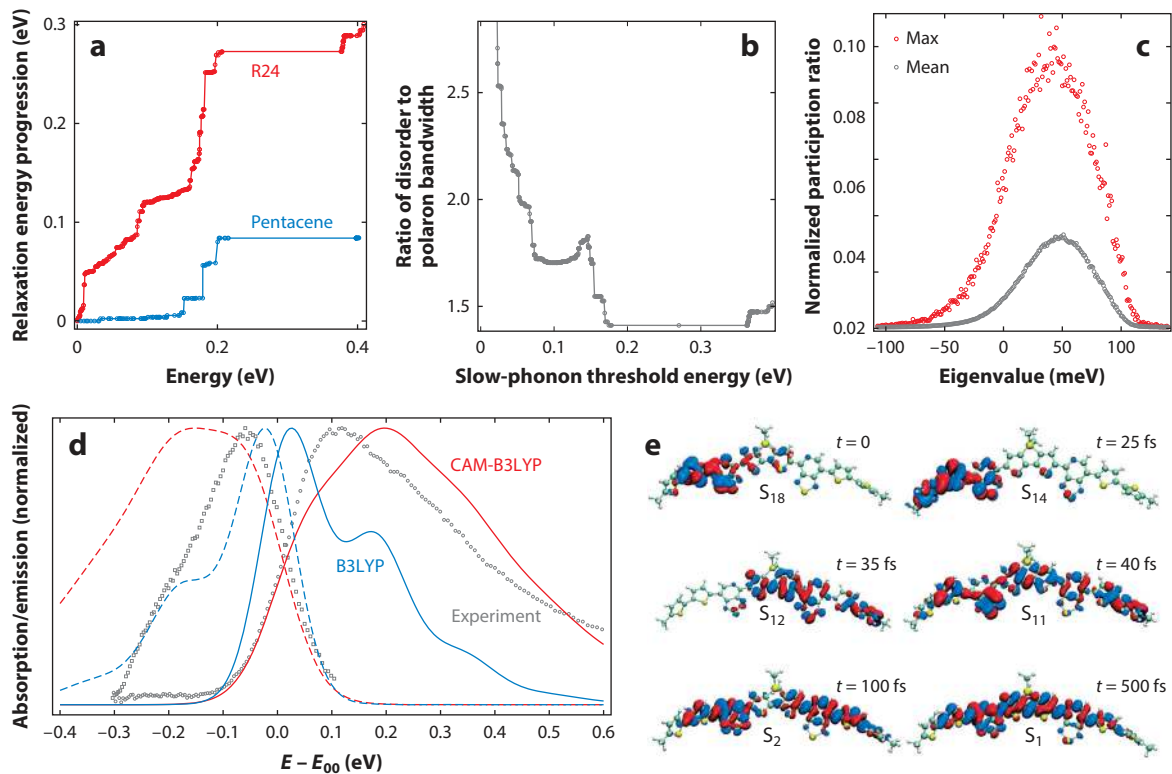 a
Relaxation energy progression (eV)
0.3
0.2
0.1
0
R24
Pentacene
0
0.2
0.4
Energy (eV)
b
Ratio of disorder to
polaron bandwidth
2.5
2.0
1.5
0
0.1
0.2
0.3
Slow-phonon threshold energy (eV)
c
Normalized particiption ratio
0.10
0.08
0.06
0.04
0.02
Max
Mean
−100
−50
0
50
100
Eigenvalue (meV)
d
Absorption/emission (normalized)
CAM-B3LYP
B3LYP
Experiment
−0.4
−0.3
−0.2
−0.1
0.0
0.1
0.2
0.3
0.4
0.5
0.6
E − E00 (eV)
e
t = 0
S18
t = 25 fs
S14
t = 35 fs
S12
t = 40 fs
S11
t = 100 fs
S2
t = 500 fs
S1